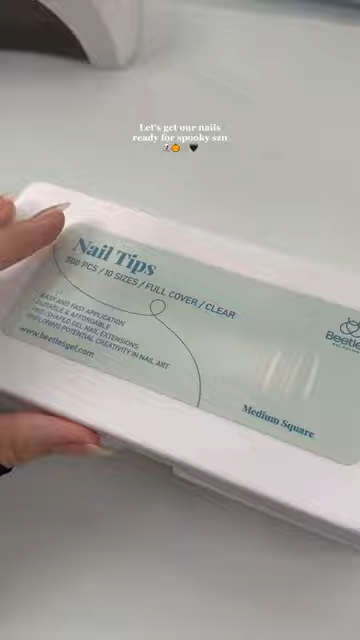 Let's get our nails
ready for spooky szn
👻🎃 🖤
Nail Tips
500 PCS / 10 SIZES / FULL COVER / CLEAR
EASY AND FAST APPLICATION
DURABLE & AFFORDABLE
PRE-SHAPED GEL NAIL EXTENSIONS
EXPLORING POTENTIAL CREATIVITY IN NAIL ART
www.beetlesgel.com
Beetles
Medium Square